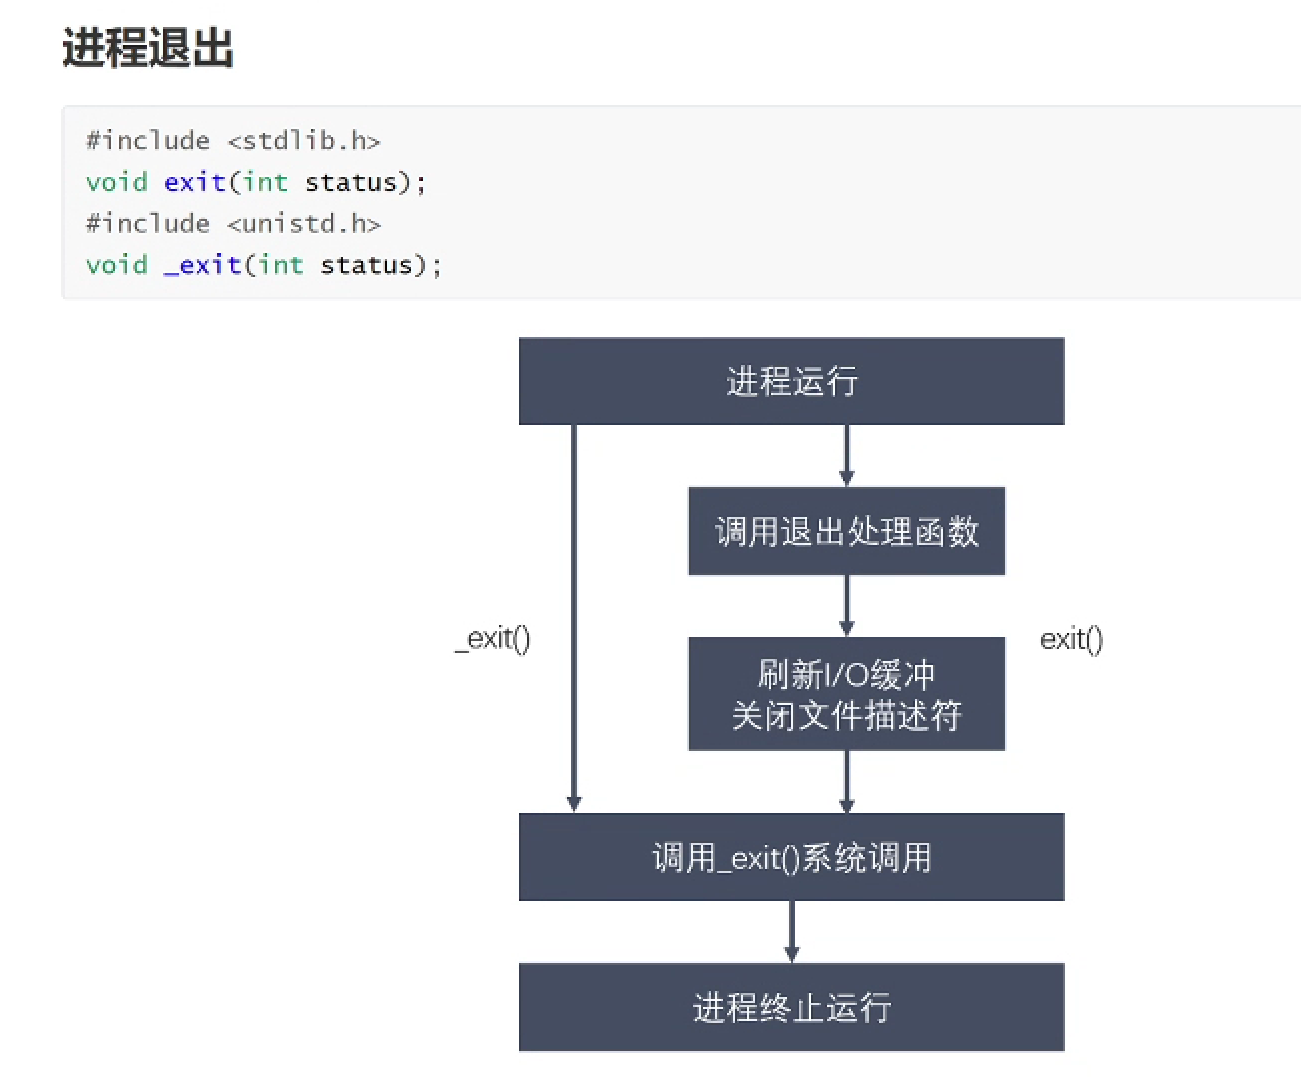 进程退出
#include <stdlib.h>
void exit(int status);
#include <unistd.h>
void _exit(int status);
进程运行
调用退出处理函数
_exit()
exit()
刷新I/O缓冲
关闭文件描述符
调用_exit()系统调用
进程终止运行